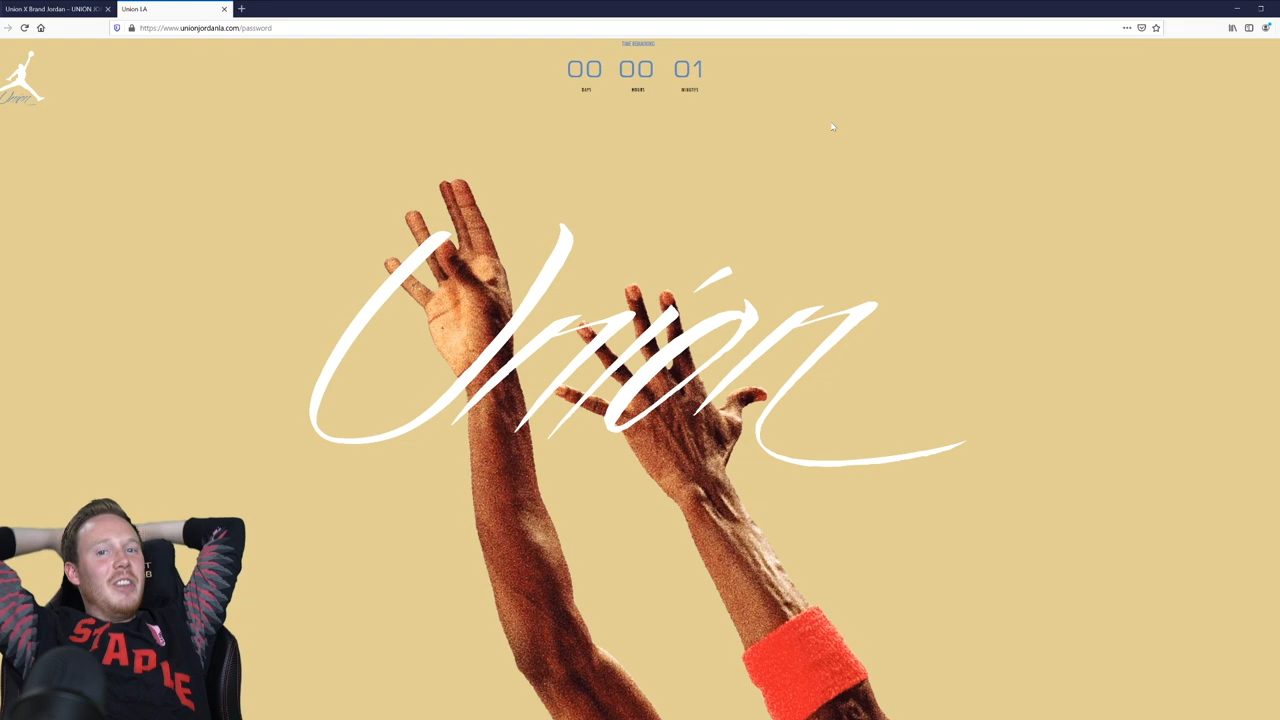 Union X Brand Jordan – UNION JO
Union LA
https://www.unionjordanla.com/password
TIME REMAINING
00 00 01
DAYS HOURS MINUTES
Union
Union
STAPLE